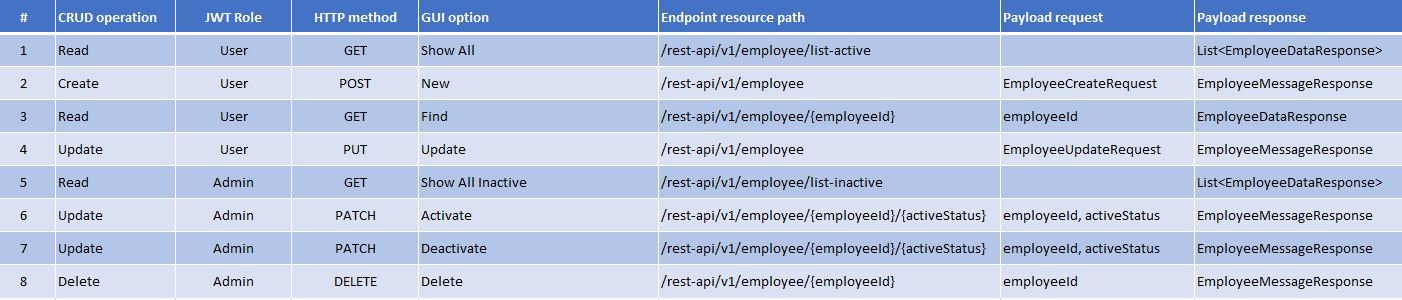 # CRUD operation JWT Role HTTP method GUI option Endpoint resource path Payload request Payload response
1 Read User GET Show All /rest-api/v1/employee/list-active List<EmployeeDataResponse>
2 Create User POST New /rest-api/v1/employee EmployeeCreateRequest EmployeeMessageResponse
3 Read User GET Find /rest-api/v1/employee/{employeeId} employeeId EmployeeDataResponse
4 Update User PUT Update /rest-api/v1/employee EmployeeUpdateRequest EmployeeMessageResponse
5 Read Admin GET Show All Inactive /rest-api/v1/employee/list-inactive List<EmployeeDataResponse>
6 Update Admin PATCH Activate /rest-api/v1/employee/{employeeId}/{activeStatus} employeeId, activeStatus EmployeeMessageResponse
7 Update Admin PATCH Deactivate /rest-api/v1/employee/{employeeId}/{activeStatus} employeeId, activeStatus EmployeeMessageResponse
8 Delete Admin DELETE Delete /rest-api/v1/employee/{employeeId} employeeId EmployeeMessageResponse